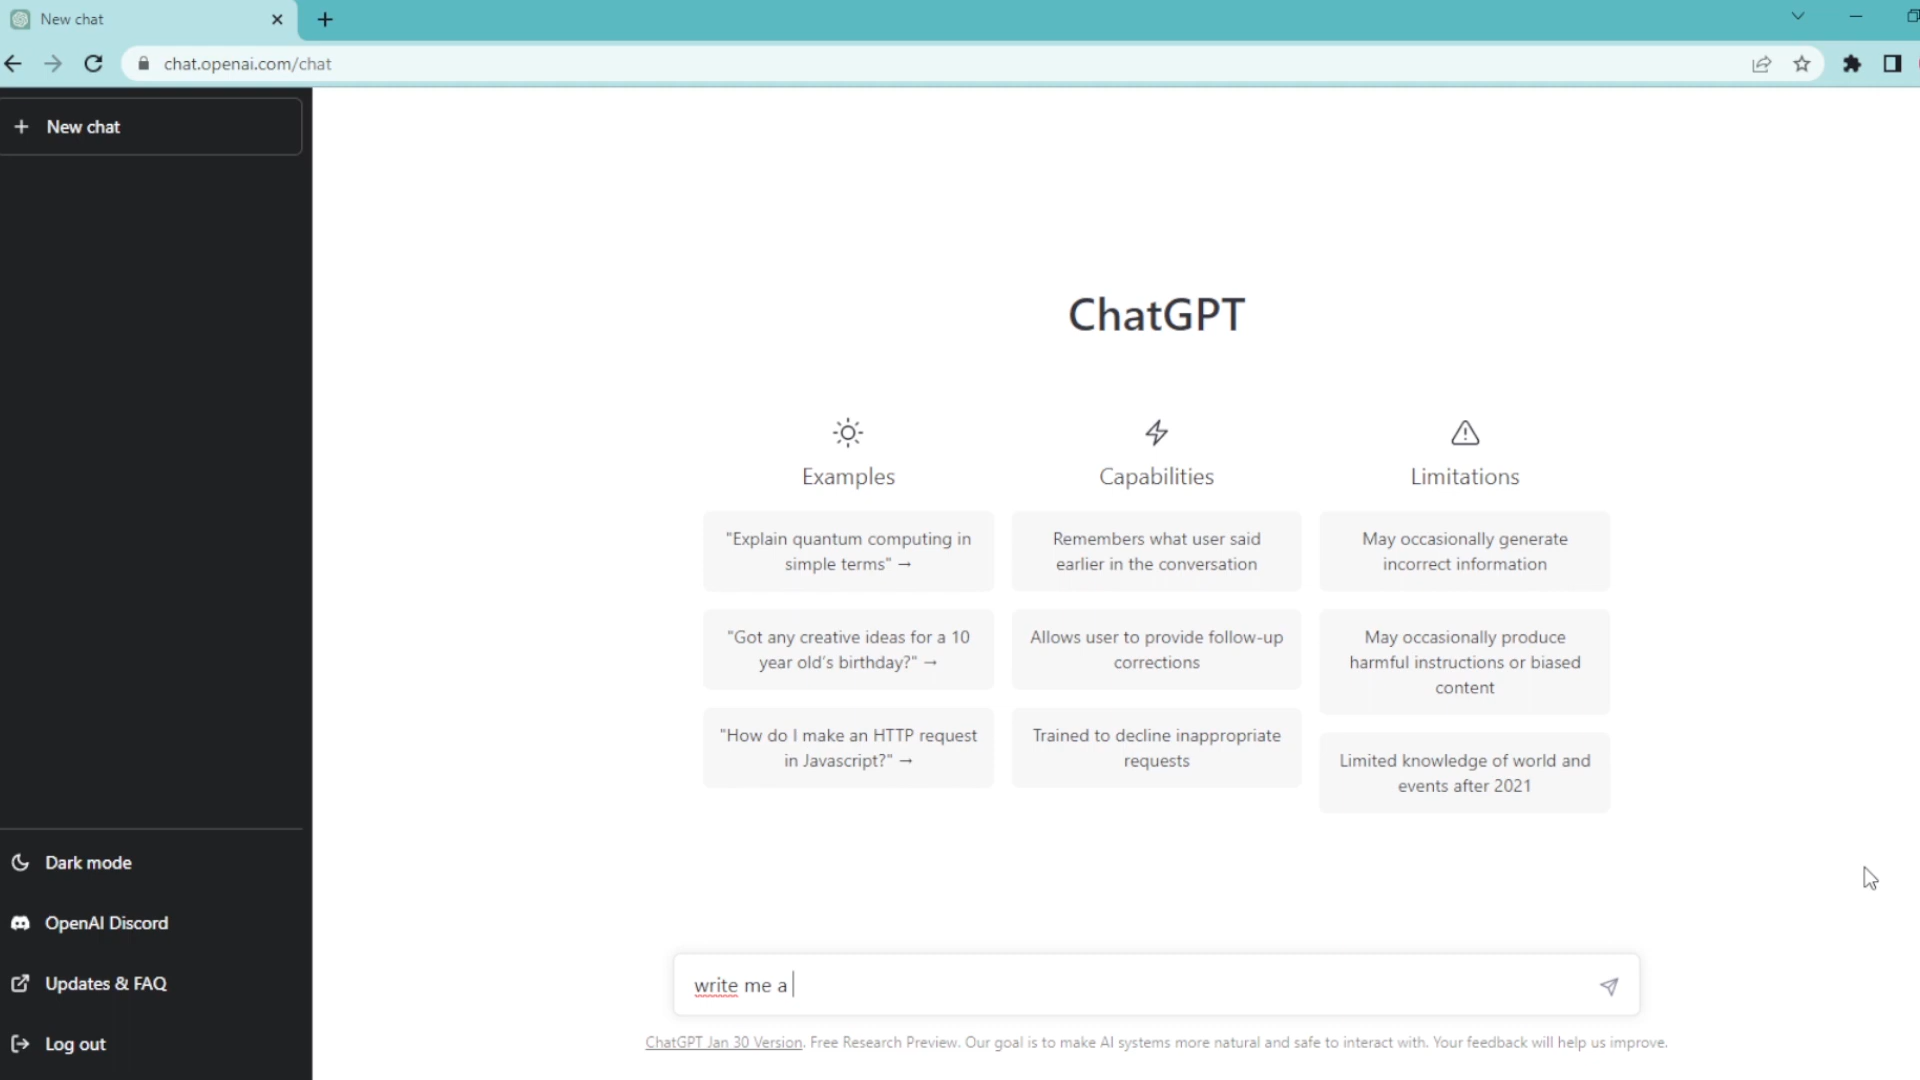 New chat
chat.openai.com/chat
New chat
ChatGPT
Examples
Capabilities
Limitations
"Explain quantum computing in
simple terms" →
Remembers what user said
earlier in the conversation
May occasionally generate
incorrect information
"Got any creative ideas for a 10
year old's birthday?" →
Allows user to provide follow-up
corrections
May occasionally produce
harmful instructions or biased
content
"How do I make an HTTP request
in Javascript?" →
Trained to decline inappropriate
requests
Limited knowledge of world and
events after 2021
Dark mode
OpenAI Discord
Updates & FAQ
Log out
write me a
ChatGPT Jan 30 Version. Free Research Preview. Our goal is to make AI systems more natural and safe to interact with. Your feedback will help us improve.